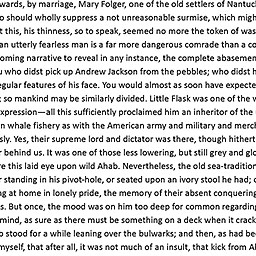 wards, by marriage, Mary Folger, one of the old settlers of Nantuc
o should wholly suppress a not unreasonable surmise, which migh
t this, his thinness, so to speak, seemed no more the token of was
an utterly fearless man is a far more dangerous comrade than a co
oming narrative to reveal in any instance, the complete abasemen
u who didst pick up Andrew Jackson from the pebbles; who didst h
egular features of his face. You would almost as soon have expecte
; so mankind may be similarly divided. Little Flask was one of the w
expression—all this sufficiently proclaimed him an inheritor of the
n whale fishery as with the American army and military and merch
sly. Yes, their supreme lord and dictator was there, though hithert
r behind us. It was one of those less lowering, but still grey and glo
re this laid eye upon wild Ahab. Nevertheless, the old sea-tradition
r standing in his pivot-hole, or seated upon an ivory stool he had; o
ng at home in lonely pride, the memory of their absent conquering
s. But once, the mood was on him too deep for common regarding
mind, as sure as there must be something on a deck when it crack
o stood for a while leaning over the bulwarks; and then, as had bee
myself, that after all, it was not much of an insult, that kick from Al